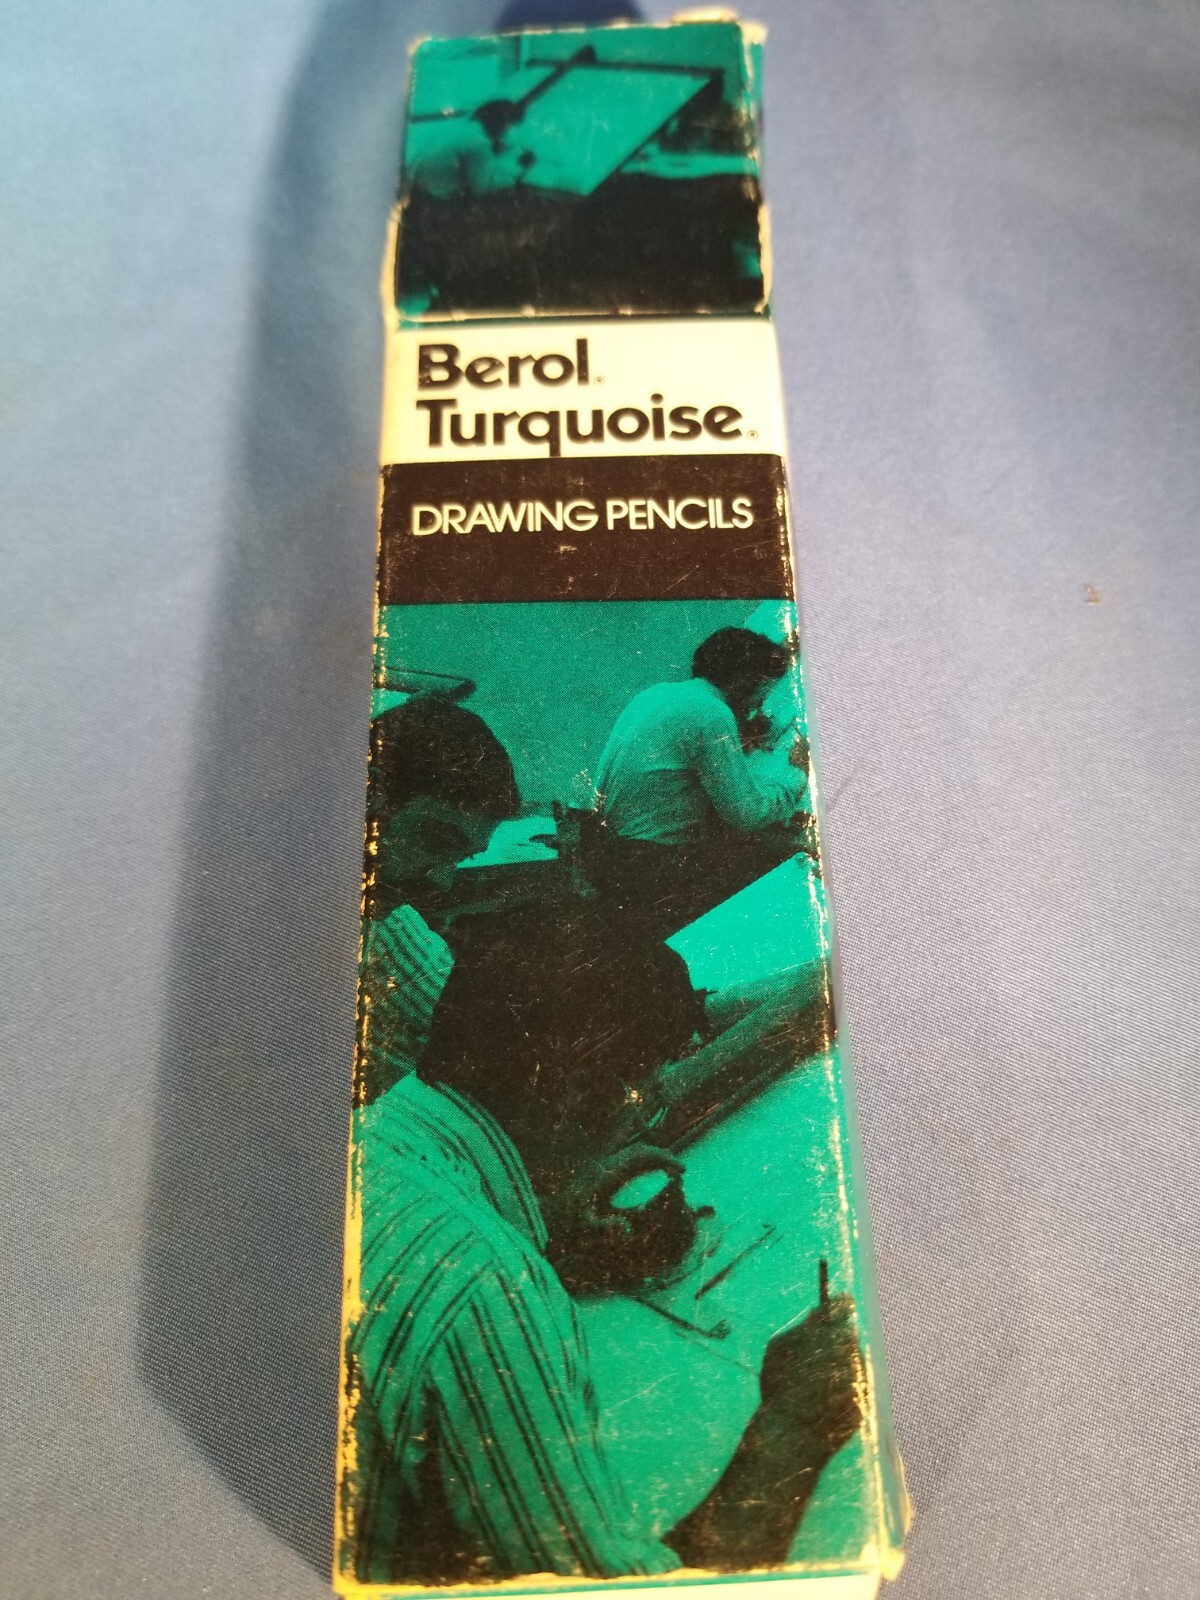 Berol®
Turquoise®
DRAWING PENCILS